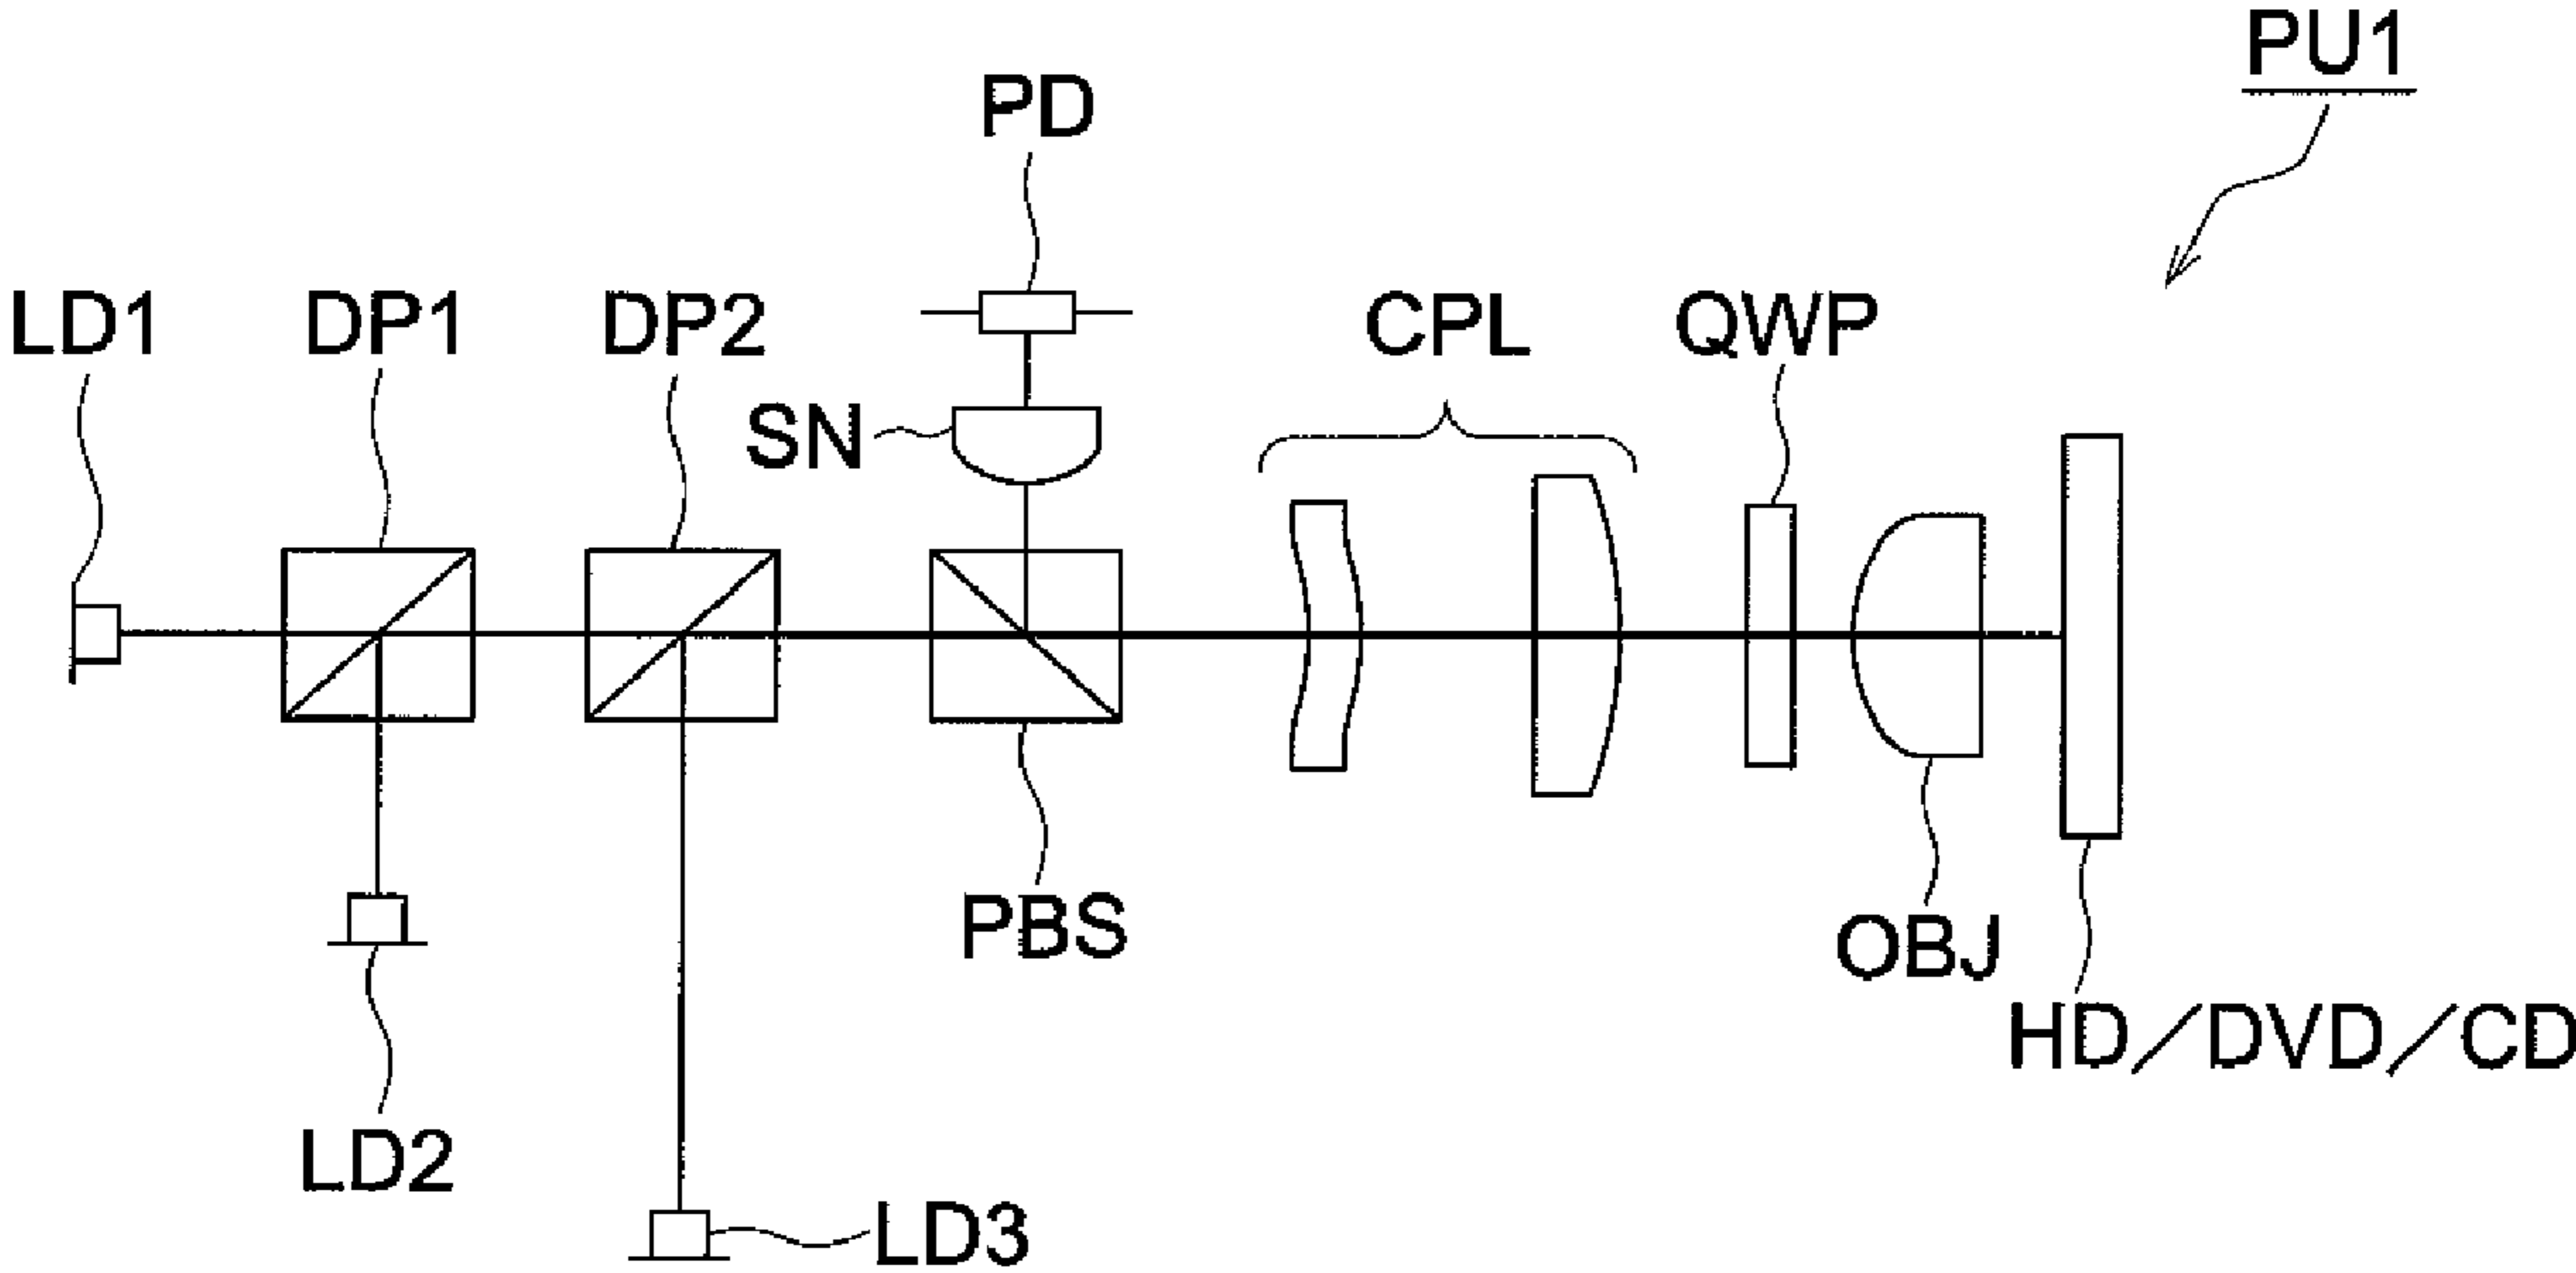 PU1
PD
LD1
DP1
DP2
CPL
QWP
SN
PBS
OBJ
HD/DVD/CD
LD2
LD3